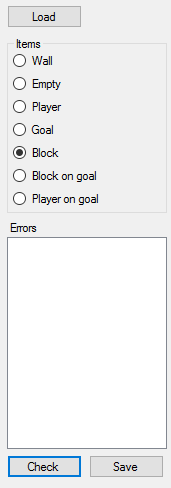 Load
Items
Wall
Empty
Player
Goal
Block
Block on goal
Player on goal
Errors
Check Save